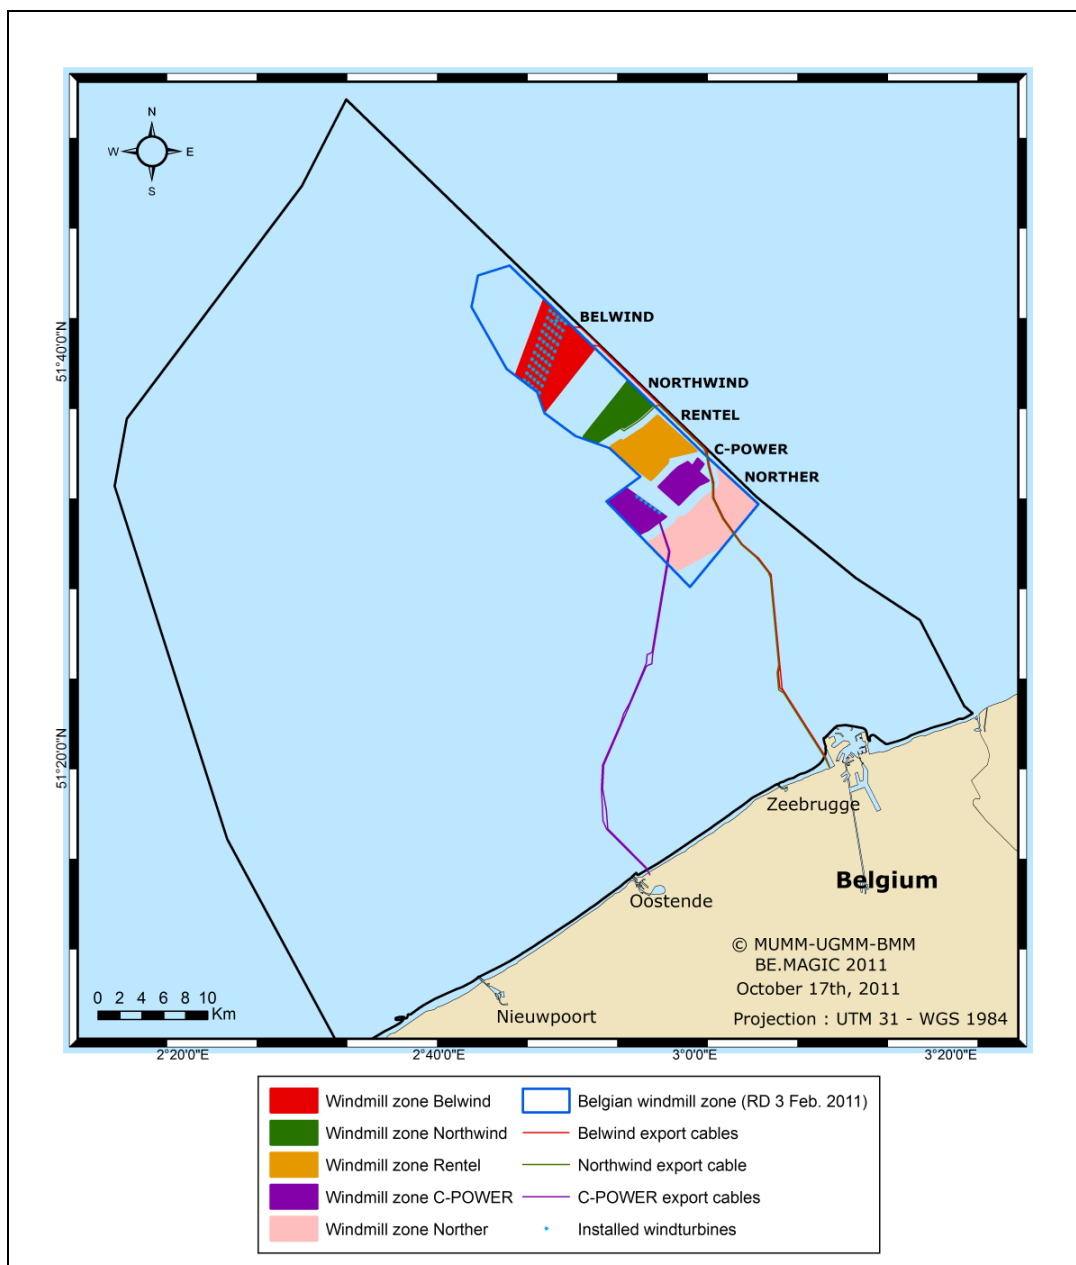 N
W E
S
BELWIND
NORTHWIND
RENTEL
C-POWER
NORTHER
51°40'0"N
51°20'0"N
Zeebrugge
Belgium
Oostende
© MUMM-UGMM-BMM
BE.MAGIC 2011
October 17th, 2011
Projection : UTM 31 - WGS 1984
Nieuwpoort
0 2 4 6 8 10
Km
2°20'0"E 2°40'0"E 3°0'0"E 3°20'0"E
Windmill zone Belwind
Windmill zone Northwind
Windmill zone Rentel
Windmill zone C-POWER
Windmill zone Norther
Belgian windmill zone (RD 3 Feb. 2011)
Belwind export cables
Northwind export cable
C-POWER export cables
Installed windturbines